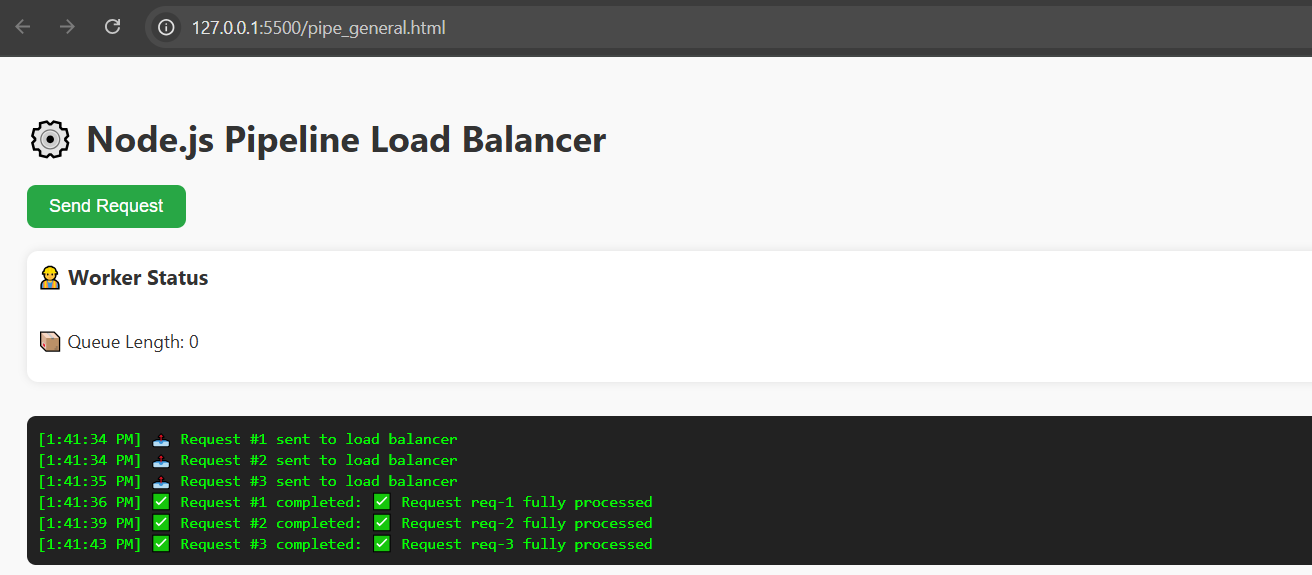 127.0.0.1:5500/pipe_general.html
⚙️ Node.js Pipeline Load Balancer
Send Request
👷 Worker Status
📦 Queue Length: 0
[1:41:34 PM] 📤 Request #1 sent to load balancer
[1:41:34 PM] 📤 Request #2 sent to load balancer
[1:41:35 PM] 📤 Request #3 sent to load balancer
[1:41:36 PM] ✅ Request #1 completed: ✅ Request req-1 fully processed
[1:41:39 PM] ✅ Request #2 completed: ✅ Request req-2 fully processed
[1:41:43 PM] ✅ Request #3 completed: ✅ Request req-3 fully processed